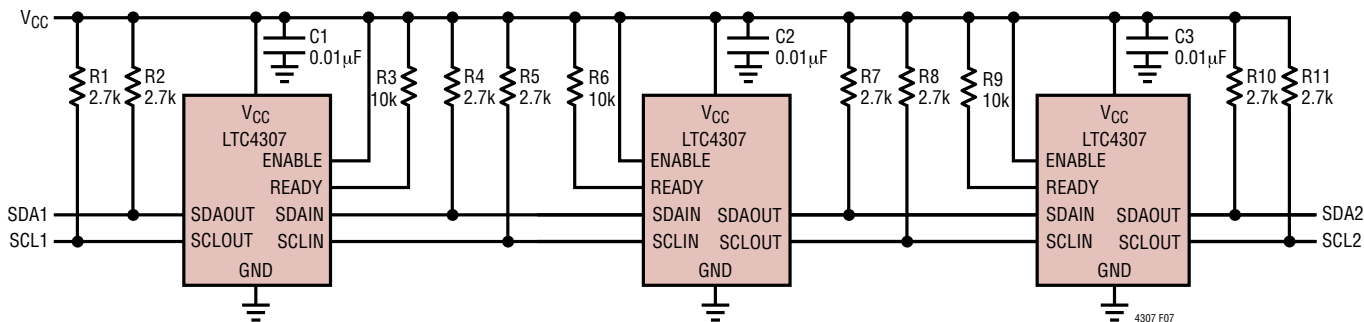 VCC
C1
0.01µF
C2
0.01µF
C3
0.01µF
R1
2.7k
R2
2.7k
R3
10k
R4
2.7k
R5
2.7k
R6
10k
R7
2.7k
R8
2.7k
R9
10k
R10
2.7k
R11
2.7k
VCC
LTC4307
ENABLE
READY
SDAOUT SDAIN
SCLOUT SCLIN
GND
VCC
LTC4307
ENABLE
READY
SDAIN SDAOUT
SCLIN SCLOUT
GND
VCC
LTC4307
ENABLE
READY
SDAIN SDAOUT
SCLIN SCLOUT
GND
SDA1
SCL1
SDA2
SCL2
4307 F07